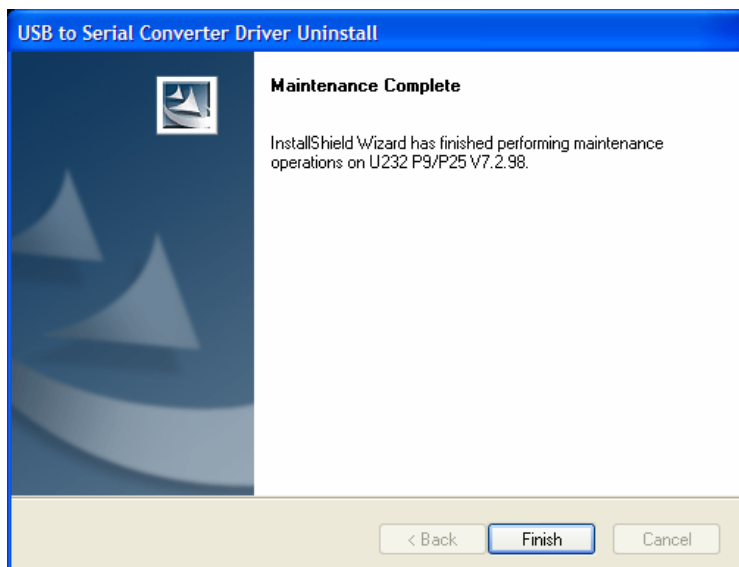 USB to Serial Converter Driver Uninstall
Maintenance Complete
InstallShield Wizard has finished performing maintenance
operations on U232 P9/P25 V7.2.98.
< Back
Finish
Cancel